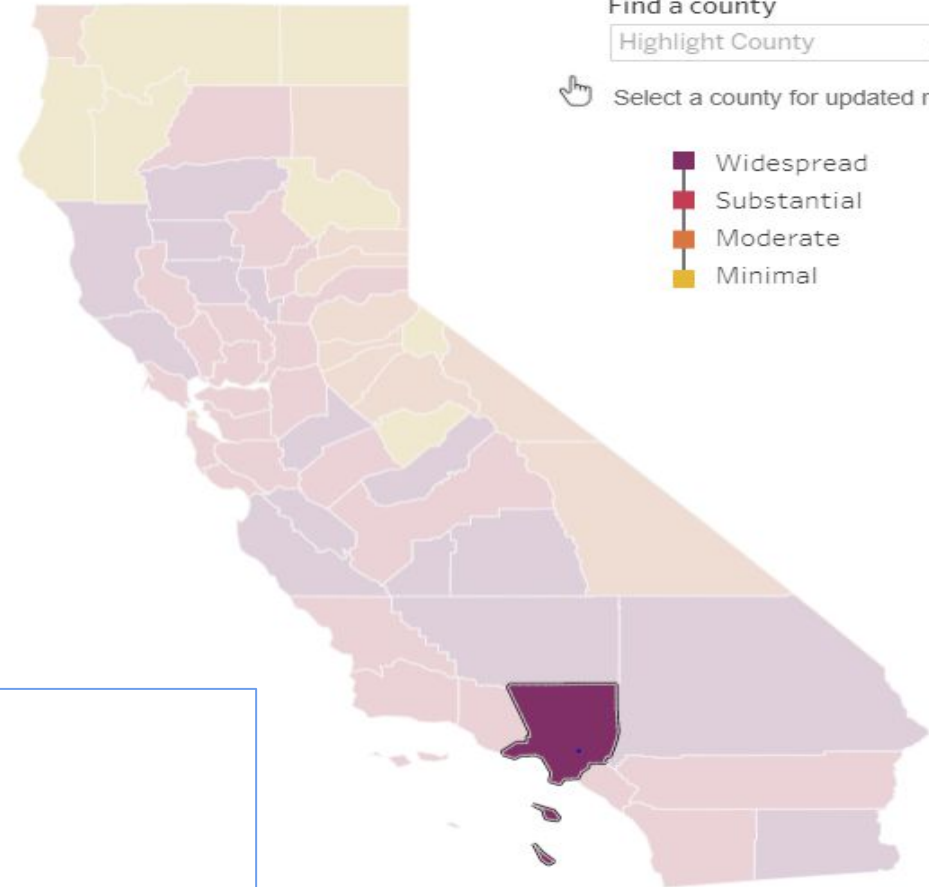 Find a county
Highlight County
Select a county for updated
Widespread
Substantial
Moderate
Minimal